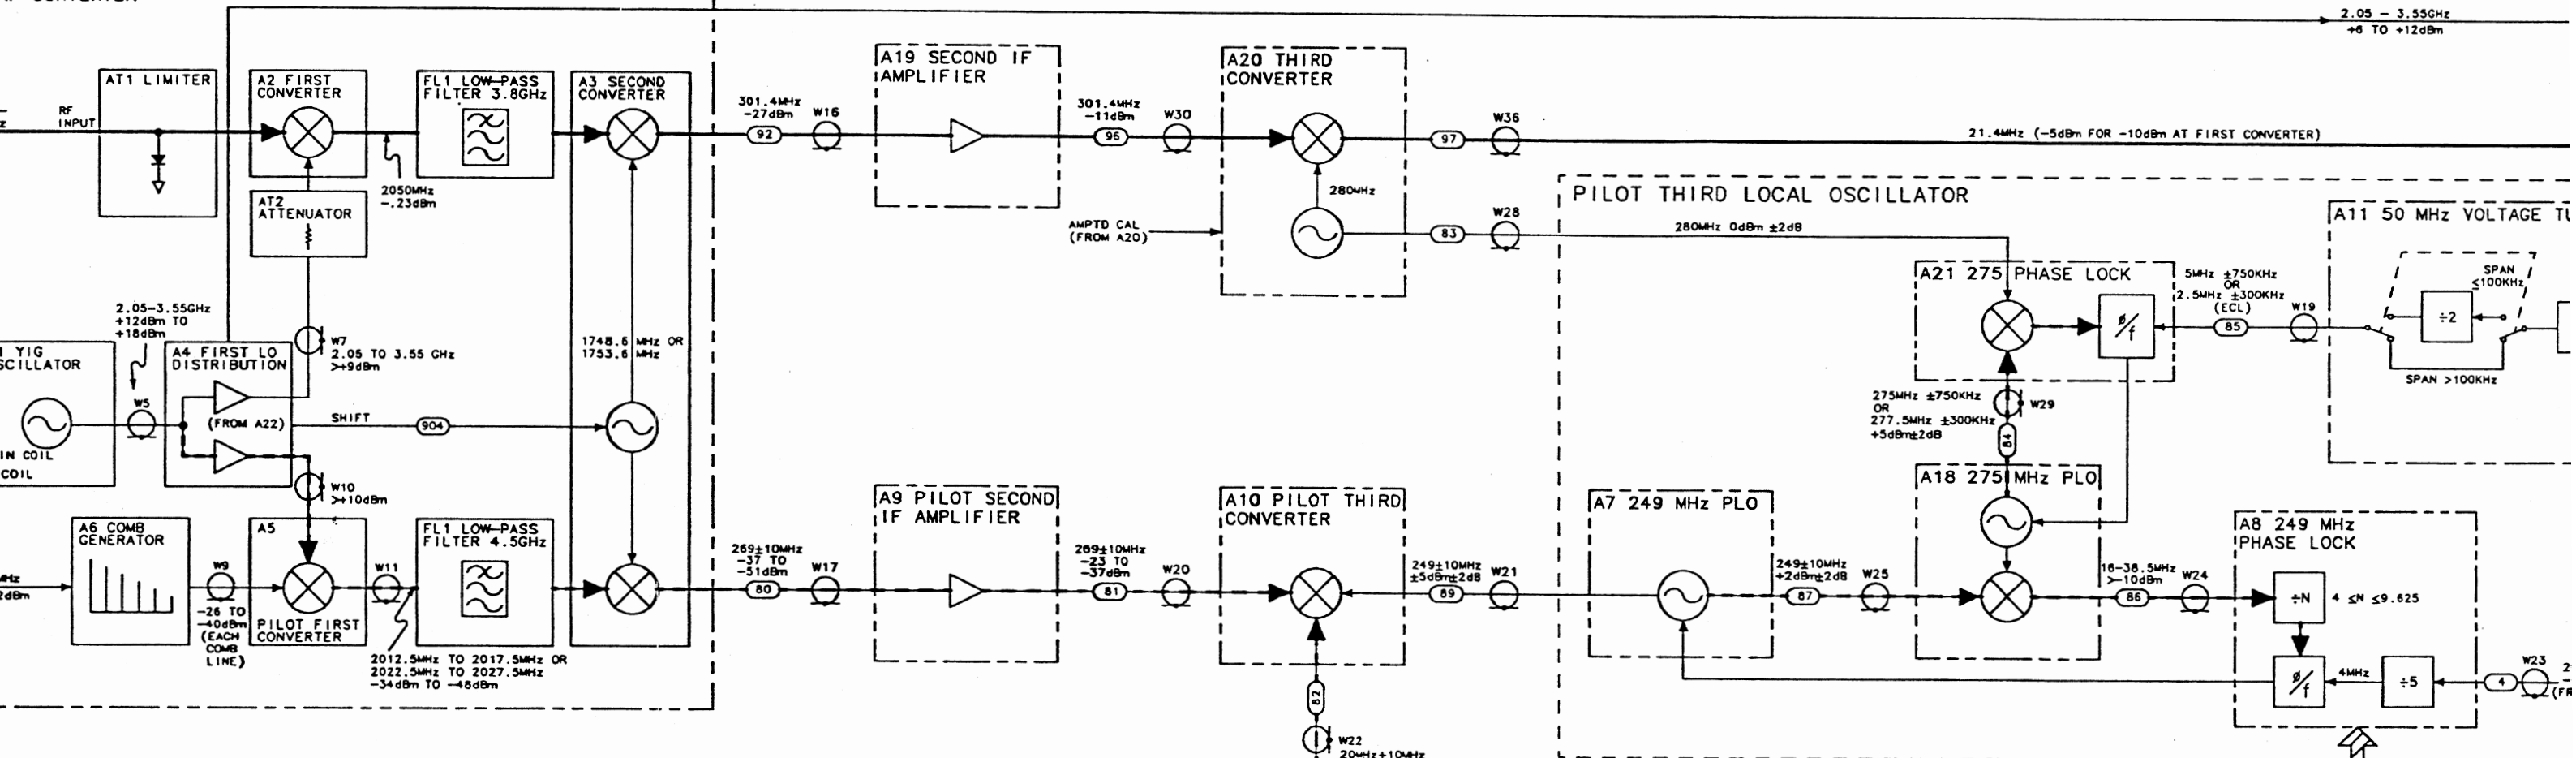 2.05 - 3.55GHz
+6 TO +12dBm
AT1 LIMITER
RF
INPUT
A2 FIRST
CONVERTER
FL1 LOW-PASS
FILTER 3.8GHz
A3 SECOND
CONVERTER
301.4MHz
-27dBm
92
W16
A19 SECOND IF
AMPLIFIER
301.4MHz
-11dBm
96
W30
A20 THIRD
CONVERTER
97
W36
21.4MHz (-5dBm FOR -10dBm AT FIRST CONVERTER)
2050MHz
-.23dBm
AT2
ATTENUATOR
280MHz
AMPTD CAL
(FROM A20)
83
W28
PILOT THIRD LOCAL OSCILLATOR
280MHz 0dBm ±2dB
A11 50 MHz VOLTAGE TU
SPAN
≤100KHz
÷2
SPAN >100KHz
A21 275 PHASE LOCK
ø/f
5MHz ±750KHz
OR
2.5MHz ±300KHz
(ECL)
85
W19
2.05-3.55GHz
+12dBm TO
+18dBm
W5
YIG
SCILLATOR
IN COIL
COIL
A4 FIRST LO
DISTRIBUTION
(FROM A22)
W7
2.05 TO 3.55 GHz
>+9dBm
SHIFT
904
1748.6 MHz OR
1753.6 MHz
W10
>+10dBm
275MHz ±750KHz
OR
277.5MHz ±300KHz
+5dBm±2dB
W29
84
A18 275 MHz PLO
A6 COMB
GENERATOR
W9
-26 TO
-40dBm
(EACH
COMB
LINE)
A5
PILOT FIRST
CONVERTER
W11
FL1 LOW-PASS
FILTER 4.5GHz
2012.5MHz TO 2017.5MHz OR
2022.5MHz TO 2027.5MHz
-34dBm TO -48dBm
269±10MHz
-37 TO
-51dBm
80
W17
A9 PILOT SECOND
IF AMPLIFIER
269±10MHz
-23 TO
-37dBm
81
W20
A10 PILOT THIRD
CONVERTER
249±10MHz
±5dBm±2dB
89
W21
82
W22
20MHz±10MHz
A7 249 MHz PLO
249±10MHz
+2dBm±2dB
87
W25
16-38.5MHz
>-10dBm
86
W24
A8 249 MHz
PHASE LOCK
÷N
4 ≤N ≤9.625
ø/f
4MHz
÷5
4
W23